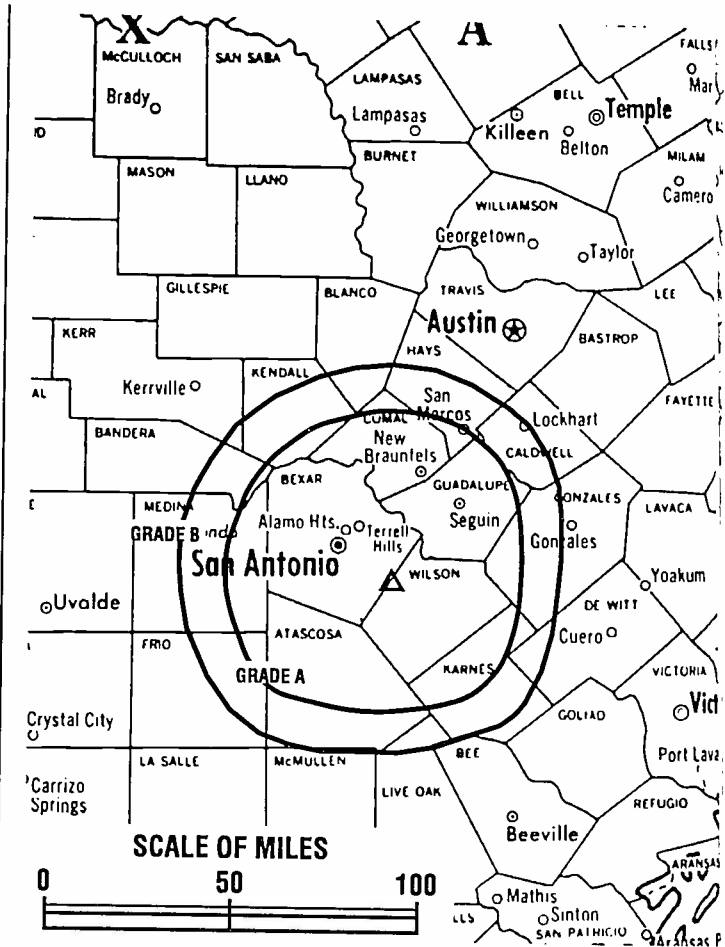 X
A
McCULLOCH
SAN SABA
FALLS
Brady
LAMPASAS
Lampasas
BELL
Killeen
Temple
Belton
BURNET
MILAM
MASON
LLANO
WILLIAMSON
Georgetown
Taylor
GILLESPIE
BLANCO
TRAVIS
LEE
Austin
KERR
HAYS
BASTROP
Kerrville
KENDALL
FAYETTE
San
Marcos
Lockhart
BANDERA
COMAL
New
Braunfels
CALDWELL
BEXAR
GUADALUPE
Seguin
MEDINA
GONZALES
Gonzales
LAVACA
GRADE B
Alamo Hts.
Terrell
Hills
San Antonio
WILSON
Yoakum
Uvalde
DE WITT
Cuero
FRIO
ATASCOSA
GRADE A
KARNES
VICTORIA
GOLIAD
Crystal City
BEE
Port Lava
LA SALLE
McMULLEN
LIVE OAK
Carrizo
Springs
REFUGIO
Beeville
SCALE OF MILES
0 50 100
ARANSAS
Mathis
Sinton
SAN PATRICIO